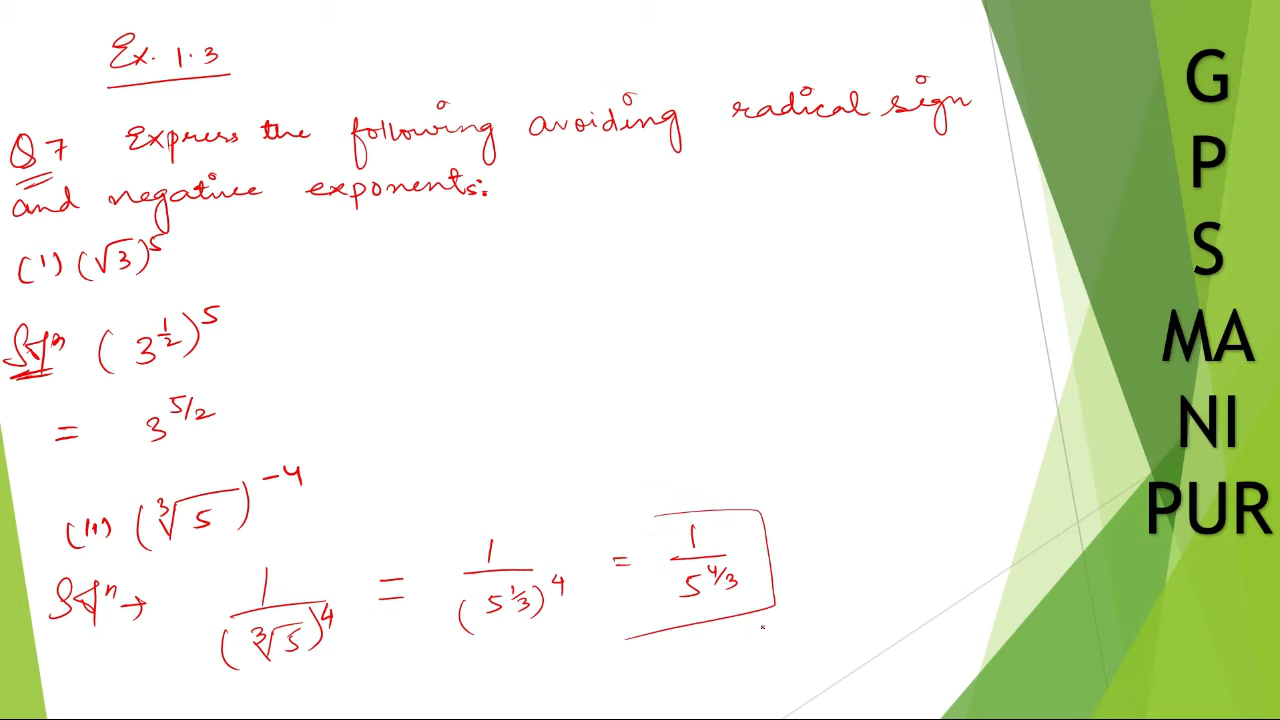 Ex. 1.3
Q 7 Express the following avoiding radical sign
and negative exponents:
(i) (√3)^5
Solⁿ (3^{1/2})^5
= 3^{5/2}
(ii) (∛5)^{-4}
Solⁿ → 1/(∛5)^4 = 1/(5^{1/3})^4 = 1/5^{4/3}
G
P
S
MA
NI
PUR